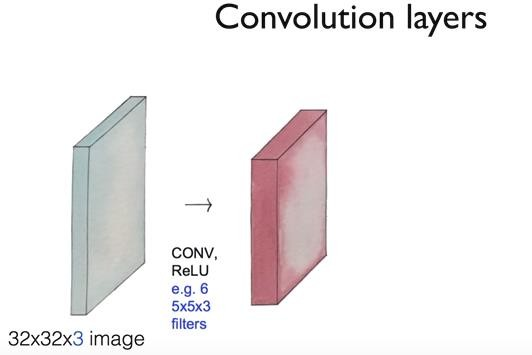 Convolution layers
CONV,
ReLU
e.g. 6
5x5x3
filters
32x32x3 image